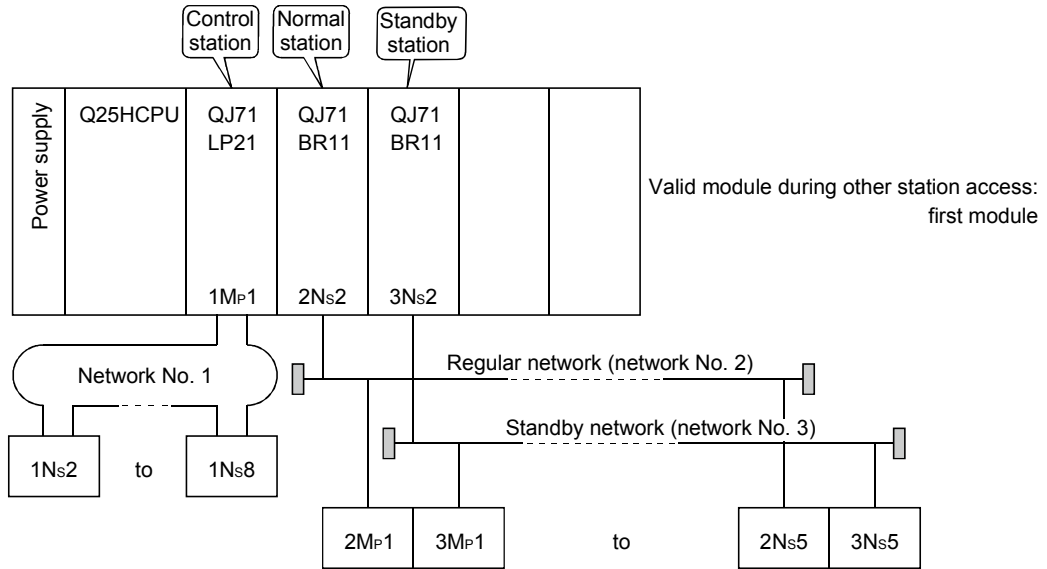 Control
station
Normal
station
Standby
station
Power supply
Q25HCPU
QJ71
LP21
QJ71
BR11
QJ71
BR11
Valid module during other station access:
first module
1MP1
2NS2
3NS2
Network No. 1
Regular network (network No. 2)
Standby network (network No. 3)
1NS2
to
1NS8
2MP1
3MP1
to
2NS5
3NS5